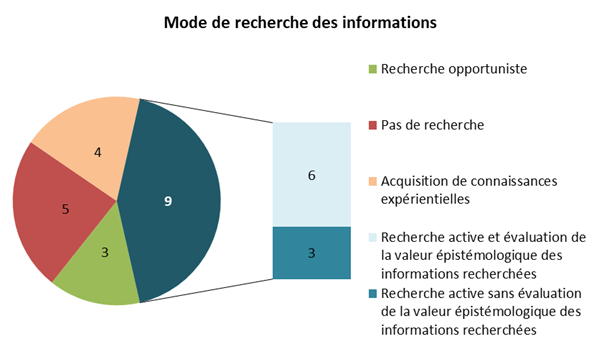 Mode de recherche des informations
4
5
3
9
6
3
Recherche opportuniste
Pas de recherche
Acquisition de connaissances
expérientielles
Recherche active et évaluation de
la valeur épistémologique des
informations recherchées
Recherche active sans évaluation
de la valeur épistémologique des
informations recherchées